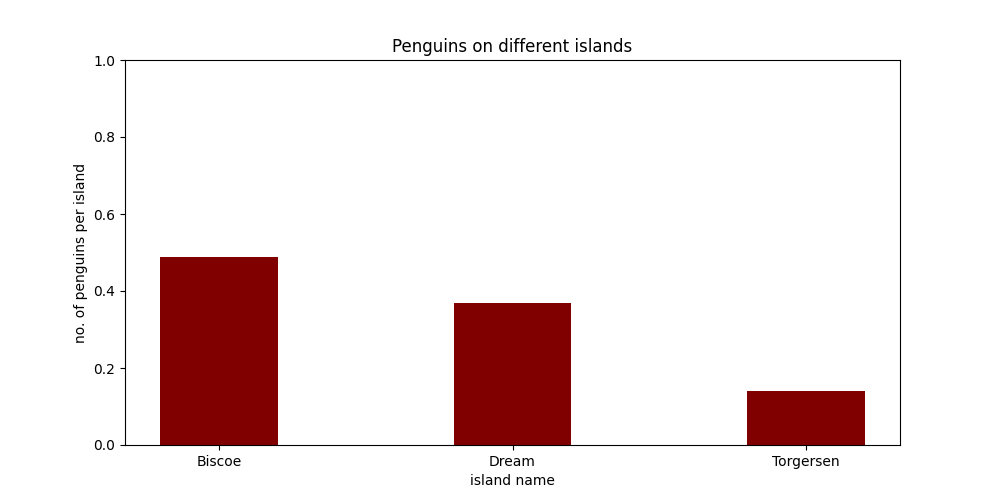 Penguins on different islands
1.0
0.8
0.6
0.4
0.2
0.0
no. of penguins per island
Biscoe Dream Torgersen
island name